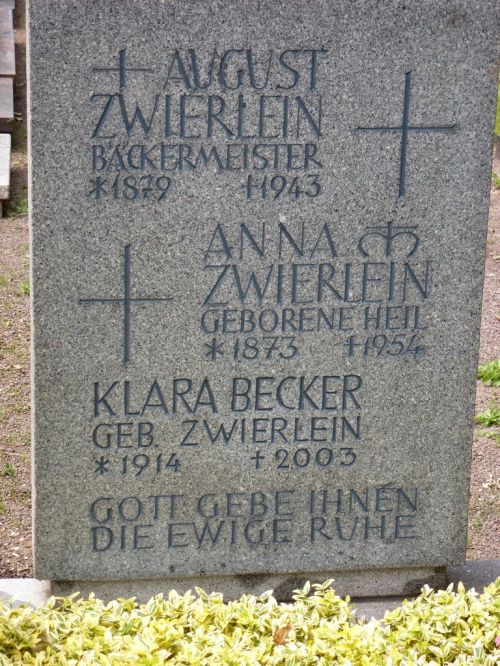 AUGUST
ZWIERLEIN
BÄCKERMEISTER
*1879 †1943
ANNA
ZWIERLEIN
GEBORENE HEIL
*1873 †1954
KLARA BECKER
GEB. ZWIERLEIN
*1914 †2003
GOTT GEBE IHNEN
DIE EWIGE RUHE